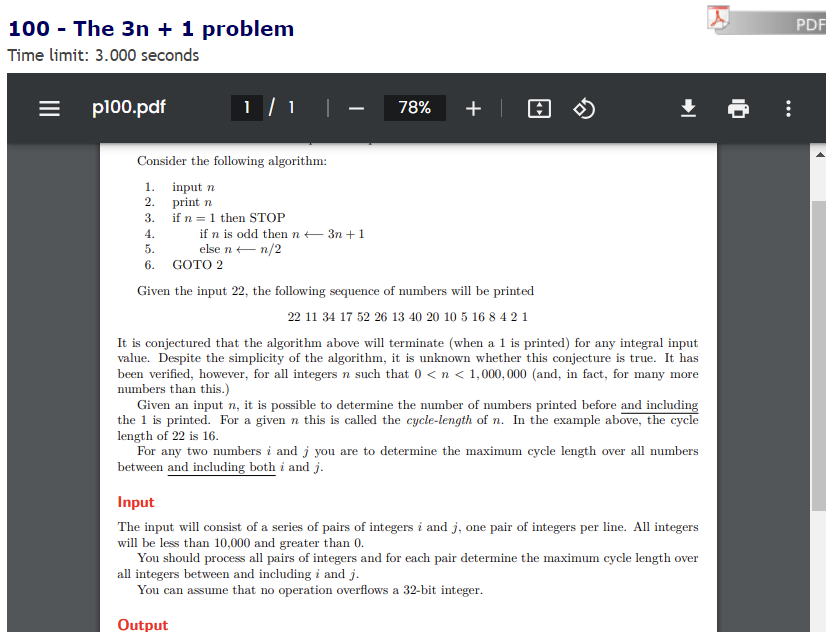 100 - The 3n + 1 problem
PDF
Time limit: 3.000 seconds
p100.pdf 1 / 1 78%
Consider the following algorithm:
1. input n
2. print n
3. if n = 1 then STOP
4. if n is odd then n ⟵ 3n + 1
5. else n ⟵ n/2
6. GOTO 2
Given the input 22, the following sequence of numbers will be printed
22 11 34 17 52 26 13 40 20 10 5 16 8 4 2 1
It is conjectured that the algorithm above will terminate (when a 1 is printed) for any integral input
value. Despite the simplicity of the algorithm, it is unknown whether this conjecture is true. It has
been verified, however, for all integers n such that 0 < n < 1,000,000 (and, in fact, for many more
numbers than this.)
Given an input n, it is possible to determine the number of numbers printed before and including
the 1 is printed. For a given n this is called the cycle-length of n. In the example above, the cycle
length of 22 is 16.
For any two numbers i and j you are to determine the maximum cycle length over all numbers
between and including both i and j.
Input
The input will consist of a series of pairs of integers i and j, one pair of integers per line. All integers
will be less than 10,000 and greater than 0.
You should process all pairs of integers and for each pair determine the maximum cycle length over
all integers between and including i and j.
You can assume that no operation overflows a 32-bit integer.
Output